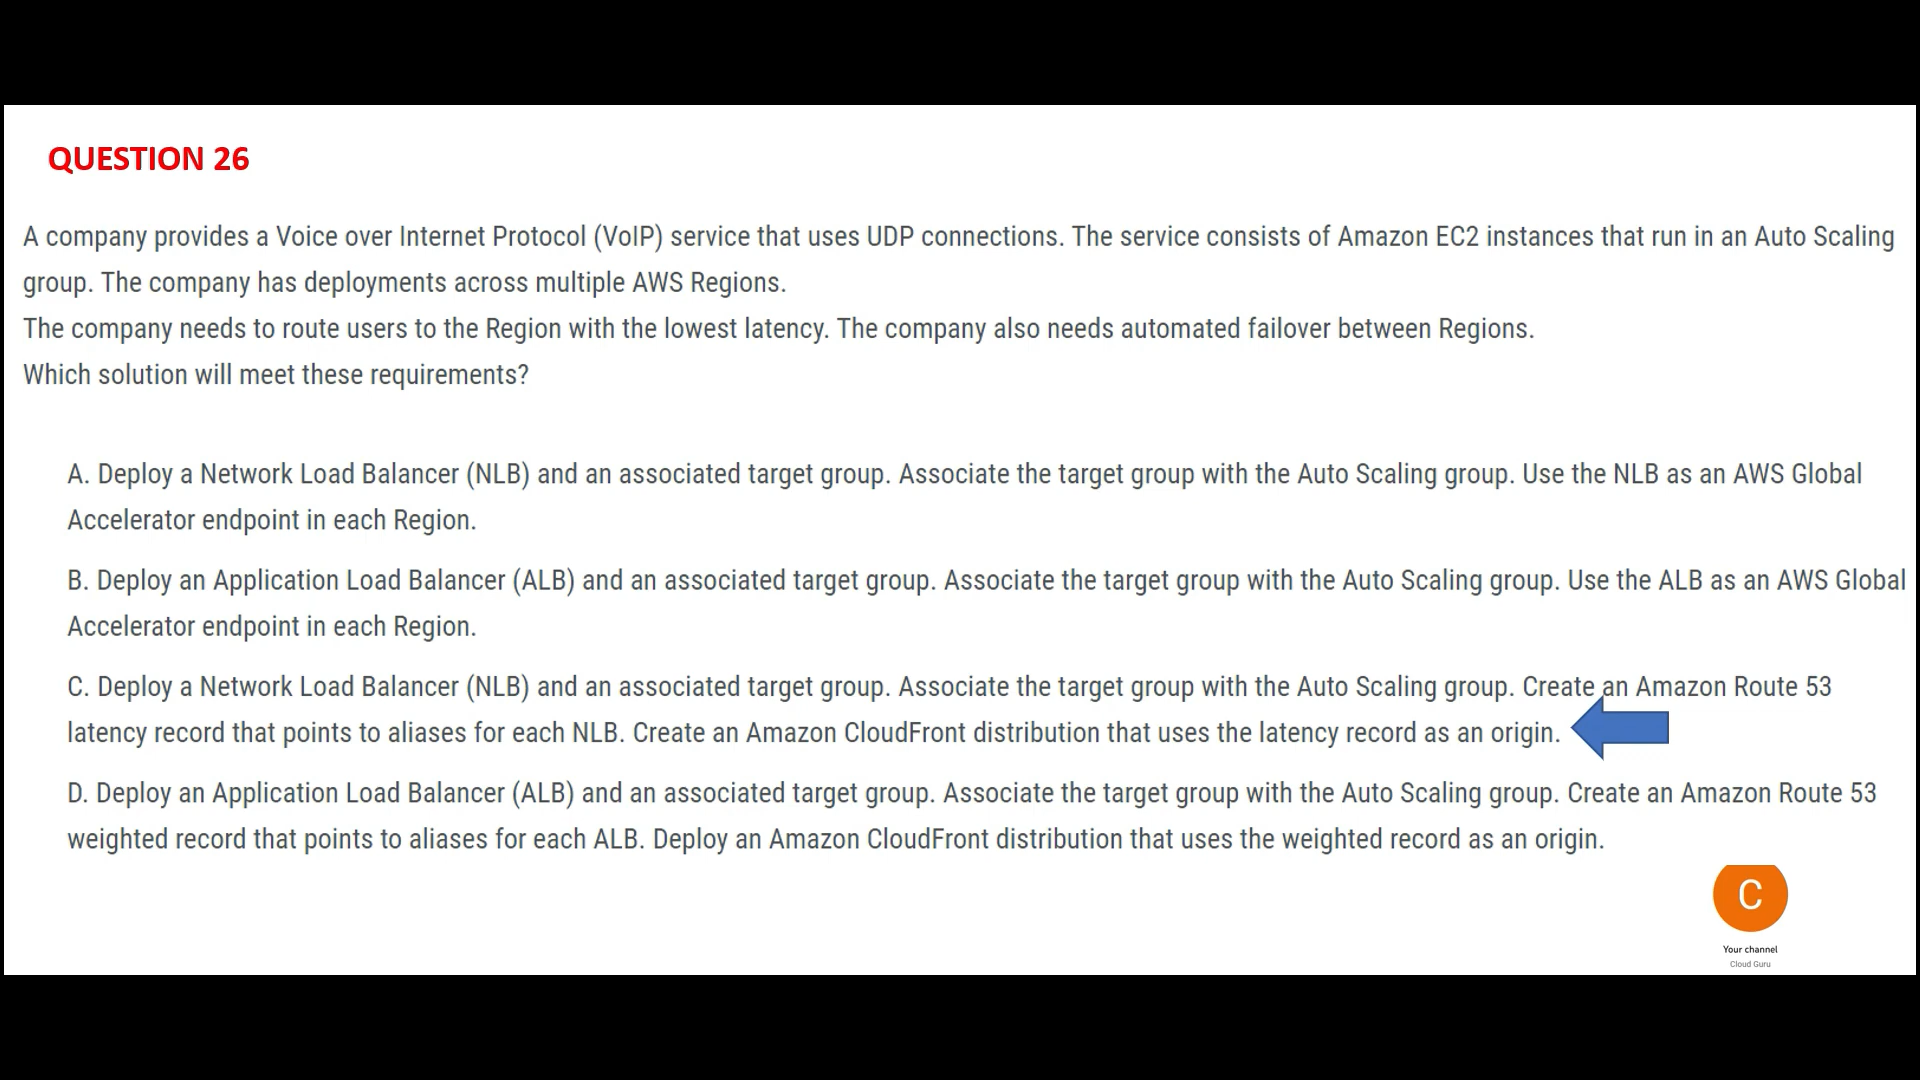 QUESTION 26
A company provides a Voice over Internet Protocol (VoIP) service that uses UDP connections. The service consists of Amazon EC2 instances that run in an Auto Scaling
group. The company has deployments across multiple AWS Regions.
The company needs to route users to the Region with the lowest latency. The company also needs automated failover between Regions.
Which solution will meet these requirements?
A. Deploy a Network Load Balancer (NLB) and an associated target group. Associate the target group with the Auto Scaling group. Use the NLB as an AWS Global
Accelerator endpoint in each Region.
B. Deploy an Application Load Balancer (ALB) and an associated target group. Associate the target group with the Auto Scaling group. Use the ALB as an AWS Global
Accelerator endpoint in each Region.
C. Deploy a Network Load Balancer (NLB) and an associated target group. Associate the target group with the Auto Scaling group. Create an Amazon Route 53
latency record that points to aliases for each NLB. Create an Amazon CloudFront distribution that uses the latency record as an origin.
D. Deploy an Application Load Balancer (ALB) and an associated target group. Associate the target group with the Auto Scaling group. Create an Amazon Route 53
weighted record that points to aliases for each ALB. Deploy an Amazon CloudFront distribution that uses the weighted record as an origin.
C
Your channel
Cloud Guru